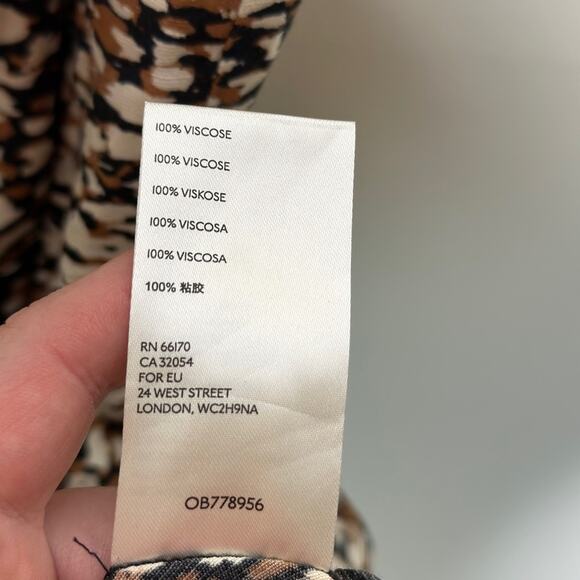 100% VISCOSE
100% VISCOSE
100% VISKOSE
100% VISCOSA
100% VISCOSA
100% 粘胶
RN 66170
CA 32054
FOR EU
24 WEST STREET
LONDON, WC2H9NA
OB778956